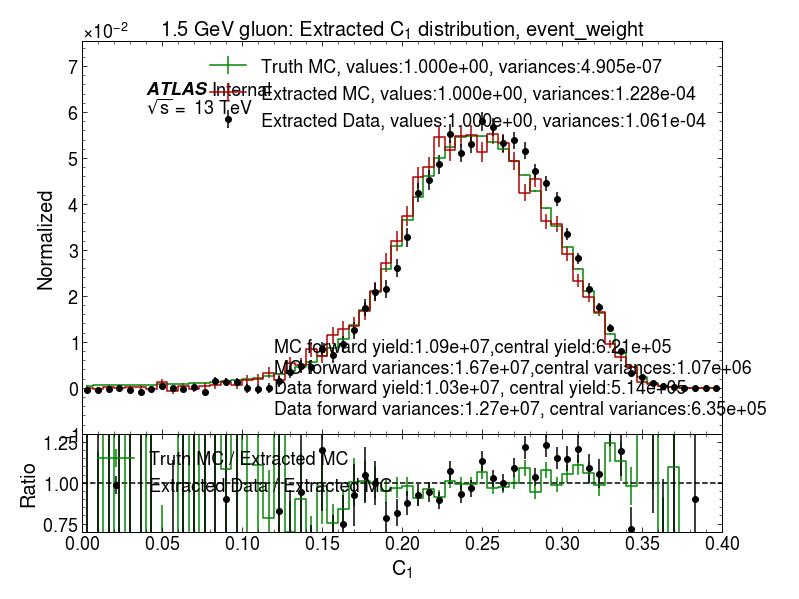 ×10⁻² 1.5 GeV gluon: Extracted C₁ distribution, event_weight
Truth MC, values:1.000e+00, variances:4.905e-07
ATLAS Internal
Extracted MC, values:1.000e+00, variances:1.228e-04
√s = 13 TeV
Extracted Data, values:1.000e+00, variances:1.061e-04
7
6
5
4
3
2
1
0
1
Normalized
MC forward yield:1.09e+07,central yield:6.21e+05
MC forward variances:1.67e+07,central variances:1.07e+06
Data forward yield:1.03e+07, central yield:5.14e+05
Data forward variances:1.27e+07, central variances:6.35e+05
1.25
1.00
0.75
Ratio
Truth MC / Extracted MC
Extracted Data / Extracted MC
0.00 0.05 0.10 0.15 0.20 0.25 0.30 0.35 0.40
C₁